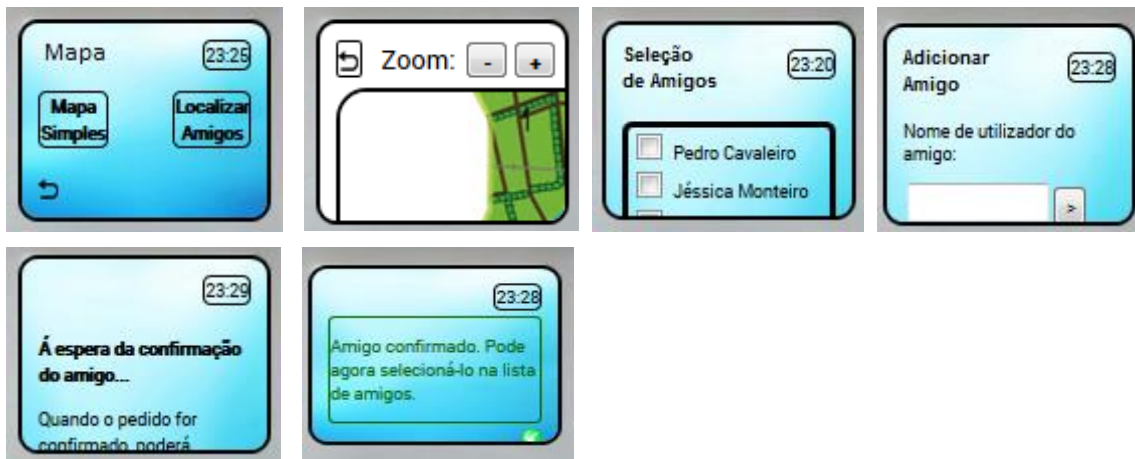 Mapa
23:25
Mapa
Simples
Localizar
Amigos
Zoom:
-
+
Seleção
de Amigos
23:20
Pedro Cavaleiro
Jéssica Monteiro
Adicionar
Amigo
23:28
Nome de utilizador do
amigo:
>
23:29
Á espera da confirmação
do amigo...
Quando o pedido for
confirmado, poderá
23:28
Amigo confirmado. Pode
agora selecioná-lo na lista
de amigos.